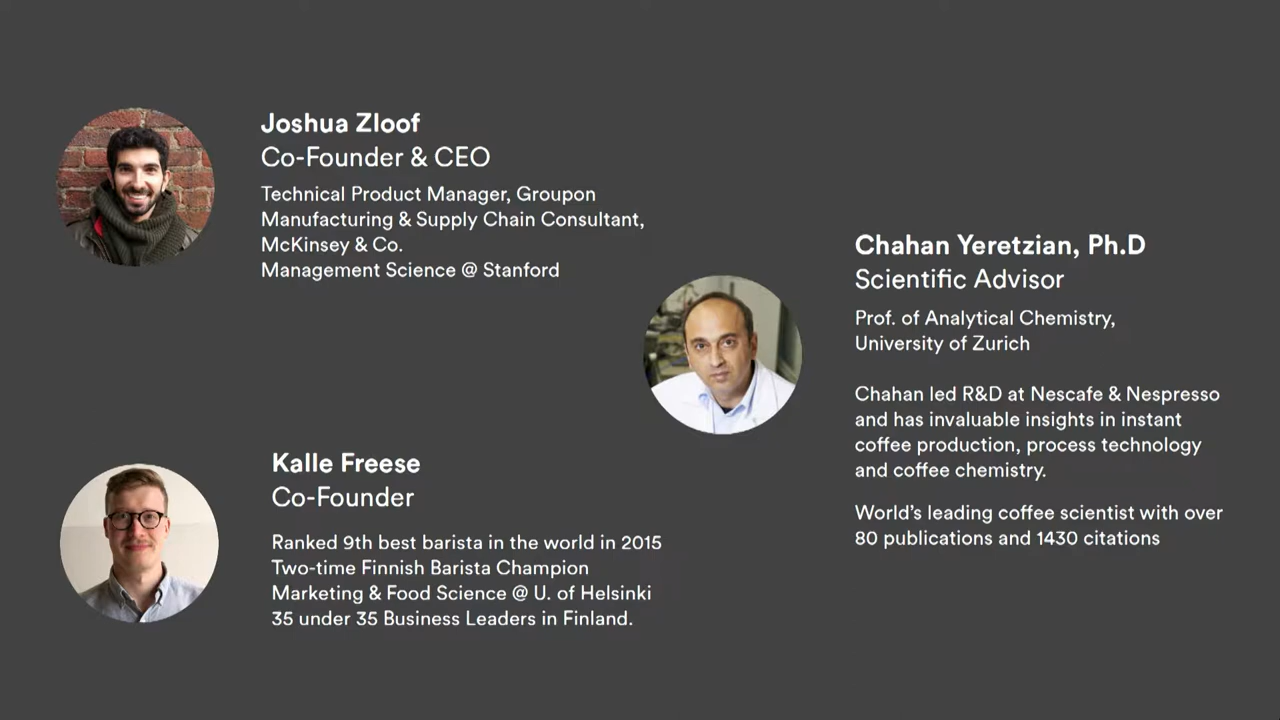 Joshua Zloof
Co-Founder & CEO
Technical Product Manager, Groupon
Manufacturing & Supply Chain Consultant,
McKinsey & Co.
Management Science @ Stanford
Kalle Freese
Co-Founder
Ranked 9th best barista in the world in 2015
Two-time Finnish Barista Champion
Marketing & Food Science @ U. of Helsinki
35 under 35 Business Leaders in Finland.
Chahan Yeretzian, Ph.D
Scientific Advisor
Prof. of Analytical Chemistry,
University of Zurich
Chahan led R&D at Nescafe & Nespresso
and has invaluable insights in instant
coffee production, process technology
and coffee chemistry.
World's leading coffee scientist with over
80 publications and 1430 citations